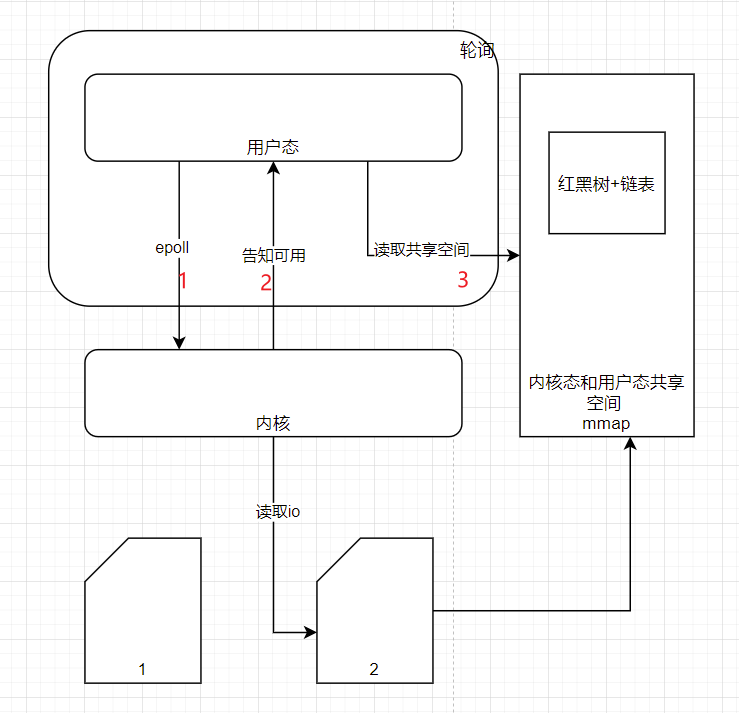 轮询
用户态
红黑树+链表
epoll
告知可用
读取共享空间
1
2
3
内核态和用户态共享
空间
mmap
内核
读取io
1
2